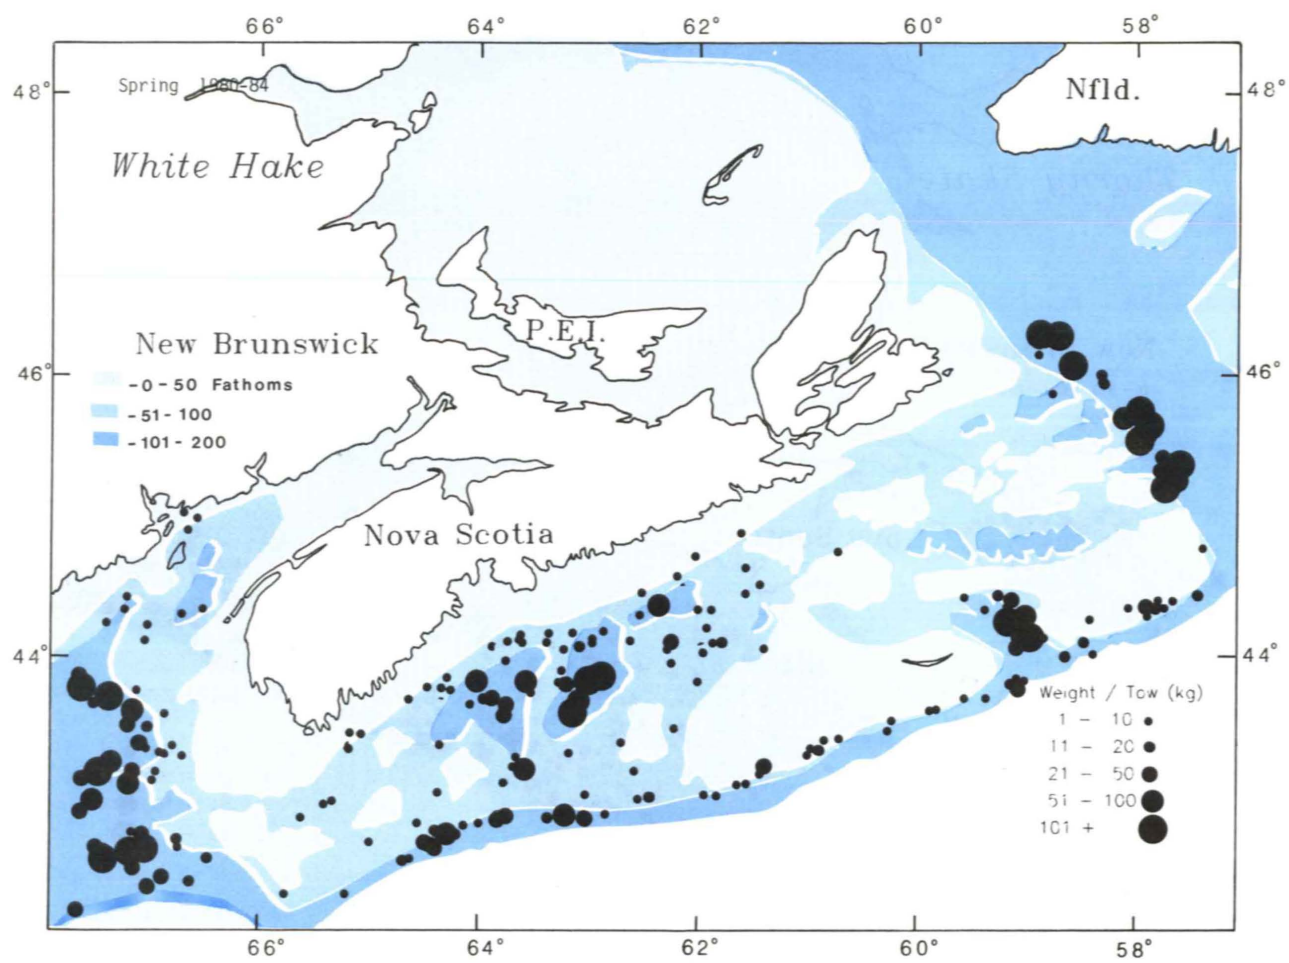 66° 64° 62° 60° 58°
48° 48°
Spring 1980-84
Nfld.
White Hake
P.E.I.
New Brunswick
46° 46°
-0-50 Fathoms
-51-100
-101-200
Nova Scotia
44° 44°
Weight / Tow (kg)
1 - 10
11 - 20
21 - 50
51 - 100
101 +
66° 64° 62° 60° 58°